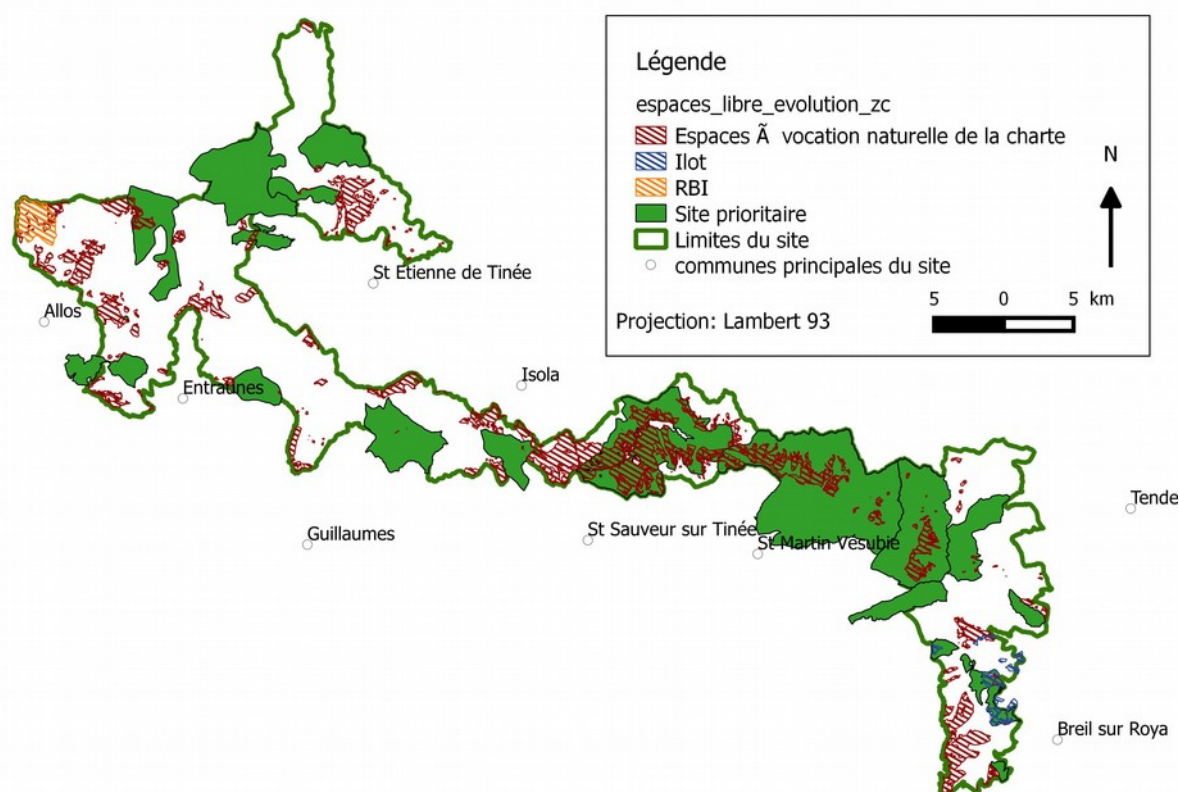 Légende
espaces_libre_evolution_zc
Espaces Ã vocation naturelle de la charte
Ilot
RBI
Site prioritaire
Limites du site
communes principales du site
N
5 0 5 km
Projection: Lambert 93
St Etienne de Tinée
Allos
Isola
Entraunes
Tende
Guillaumes
St Sauveur sur Tinée
St Martin Vésubie
Breil sur Roya